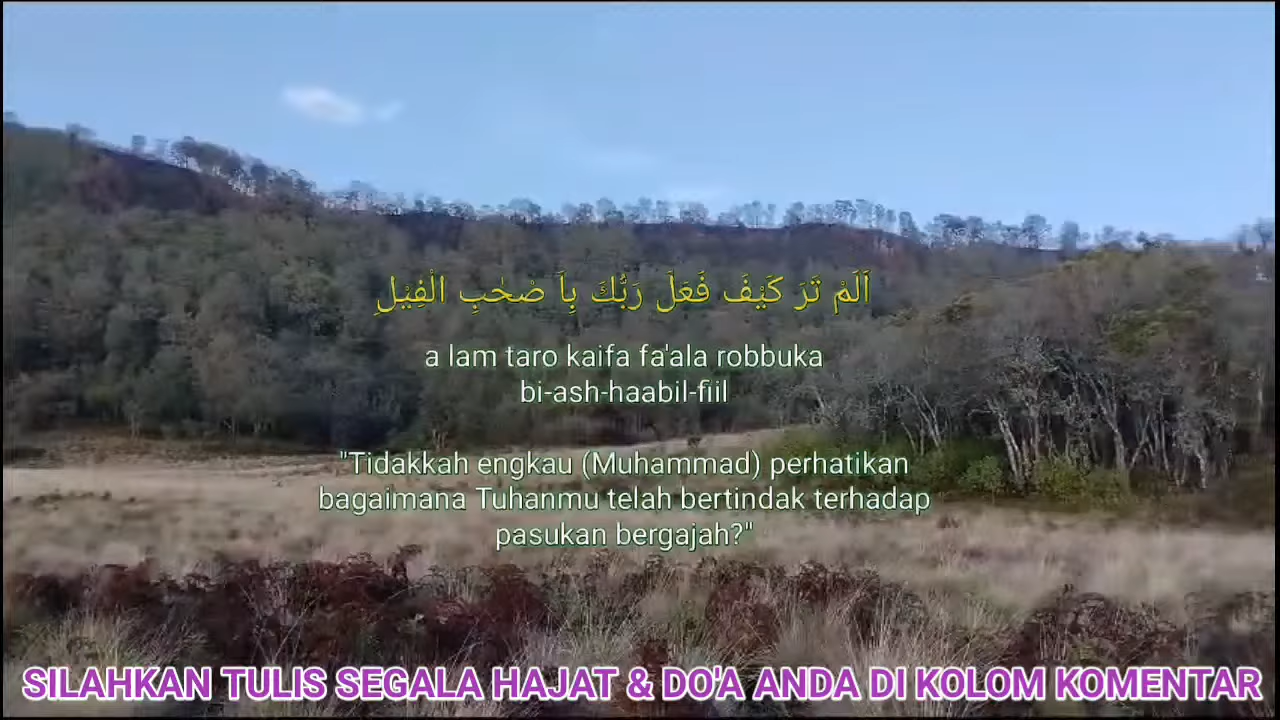 اَلَمْ تَرَ كَيْفَ فَعَلَ رَبُّكَ بِاَ صْحٰبِ الْفِيْلِ
a lam taro kaifa fa'ala robbuka
bi-ash-haabil-fiil
"Tidakkah engkau (Muhammad) perhatikan
bagaimana Tuhanmu telah bertindak terhadap
pasukan bergajah?"
SILAHKAN TULIS SEGALA HAJAT & DO'A ANDA DI KOLOM KOMENTAR